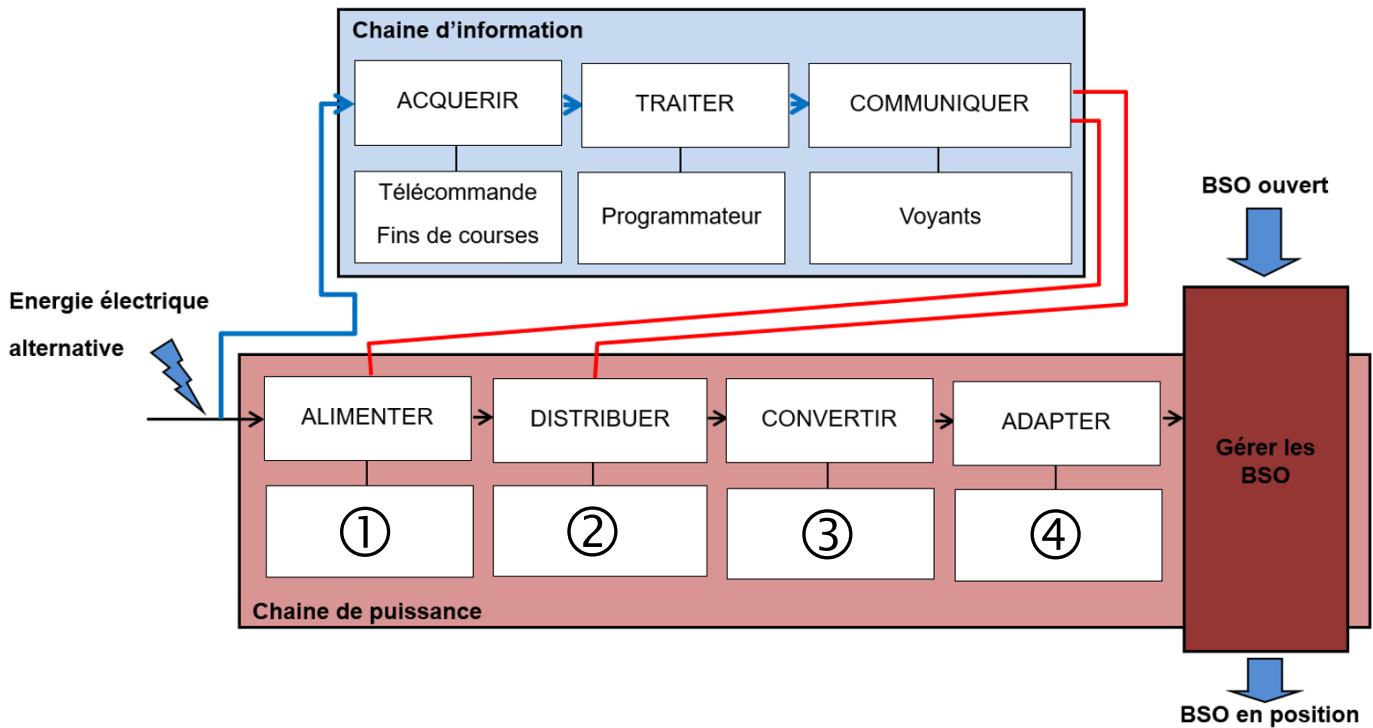 Chaine d'information
ACQUERIR
TRAITER
COMMUNIQUER
Télécommande
Fins de courses
Programmateur
Voyants
BSO ouvert
Energie électrique
alternative
ALIMENTER
DISTRIBUER
CONVERTIR
ADAPTER
Gérer les
BSO
①
②
③
④
Chaine de puissance
BSO en position